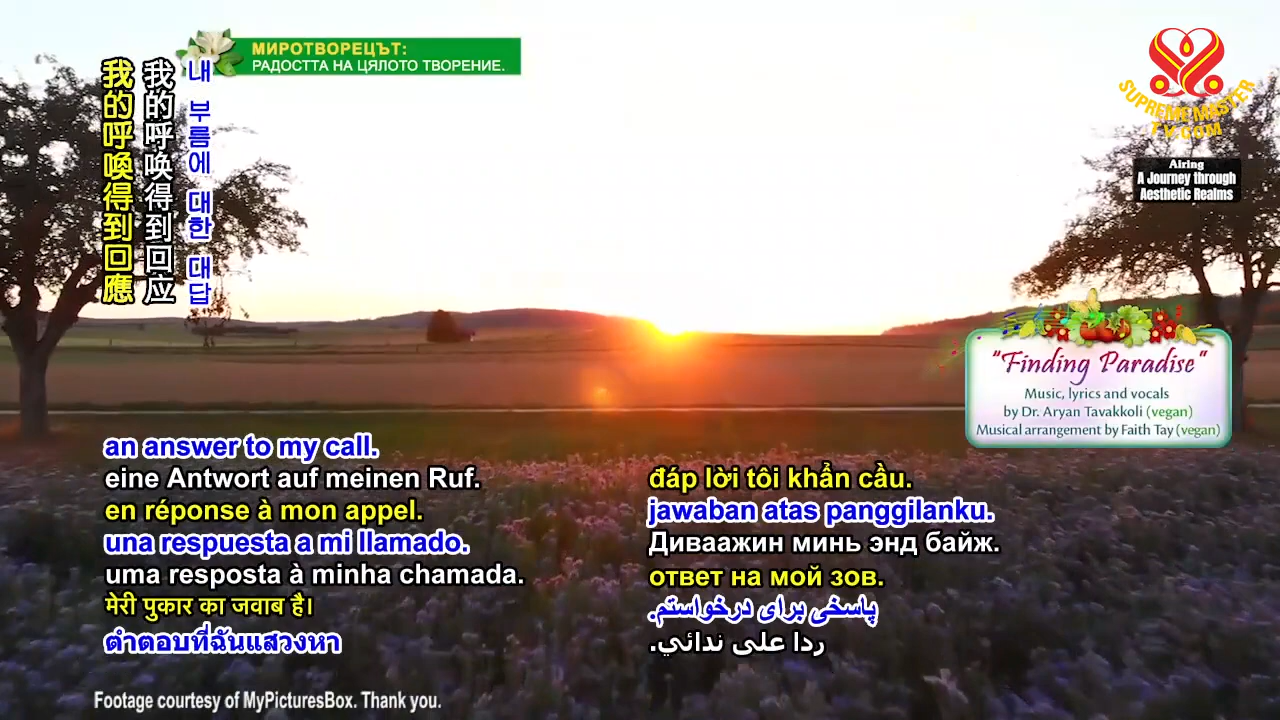 МИРОТВОРЕЦЪТ:
РАДОСТТА НА ЦЯЛОТО ТВОРЕНИЕ.
SUPREME MASTER
TV.COM
Airing
A Journey through
Aesthetic Realms
我的呼喚得到回應
我的呼唤得到回应
내 부름에 대한 대답
“Finding Paradise”
Music, lyrics and vocals
by Dr. Aryan Tavakkoli (vegan)
Musical arrangement by Faith Tay (vegan)
an answer to my call.
eine Antwort auf meinen Ruf.
en réponse à mon appel.
una respuesta a mi llamado.
uma resposta à minha chamada.
मेरी पुकार का जवाब है।
คำตอบที่ฉันแสวงหา
đáp lời tôi khẩn cầu.
jawaban atas panggilanku.
Диваажин минь энд байж.
ответ на мой зов.
پاسخی برای درخواستم.
ردا على ندائي.
Footage courtesy of MyPicturesBox. Thank you.